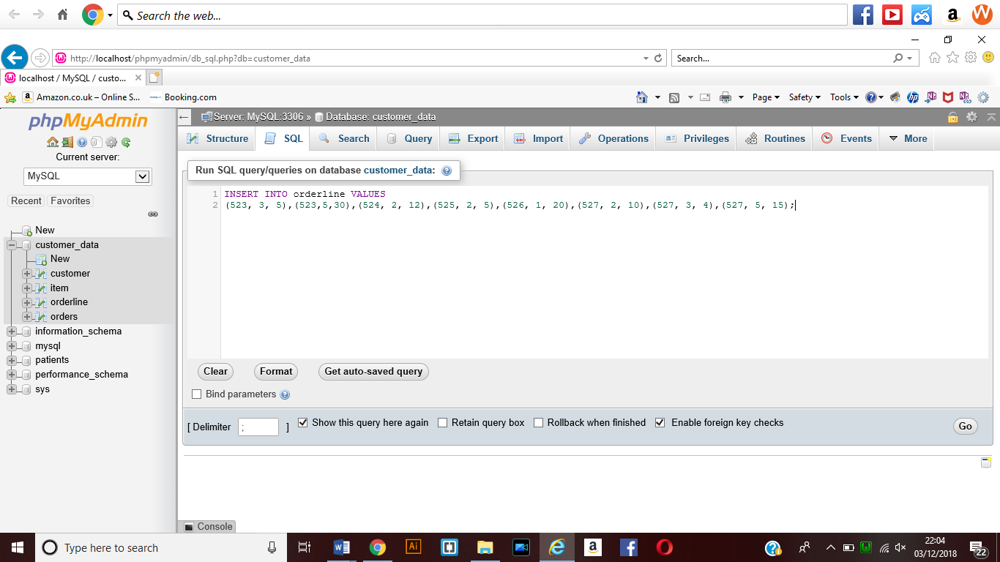 Search the web...
http://localhost/phpmyadmin/db_sql.php?db=customer_data
Search...
localhost / MySQL / custo...
Amazon.co.uk – Online S...
Booking.com
Page
Safety
Tools
phpMyAdmin
Current server:
MySQL
Recent
Favorites
New
customer_data
New
customer
item
orderline
orders
information_schema
mysql
patients
performance_schema
sys
Server: MySQL:3306 » Database: customer_data
Structure
SQL
Search
Query
Export
Import
Operations
Privileges
Routines
Events
More
Run SQL query/queries on database customer_data:
1 INSERT INTO orderline VALUES
2 (523, 3, 5),(523,5,30),(524, 2, 12),(525, 2, 5),(526, 1, 20),(527, 2, 10),(527, 3, 4),(527, 5, 15);
Clear
Format
Get auto-saved query
Bind parameters
[ Delimiter ; ]
Show this query here again
Retain query box
Rollback when finished
Enable foreign key checks
Go
Console
Type here to search
22:04
03/12/2018
22